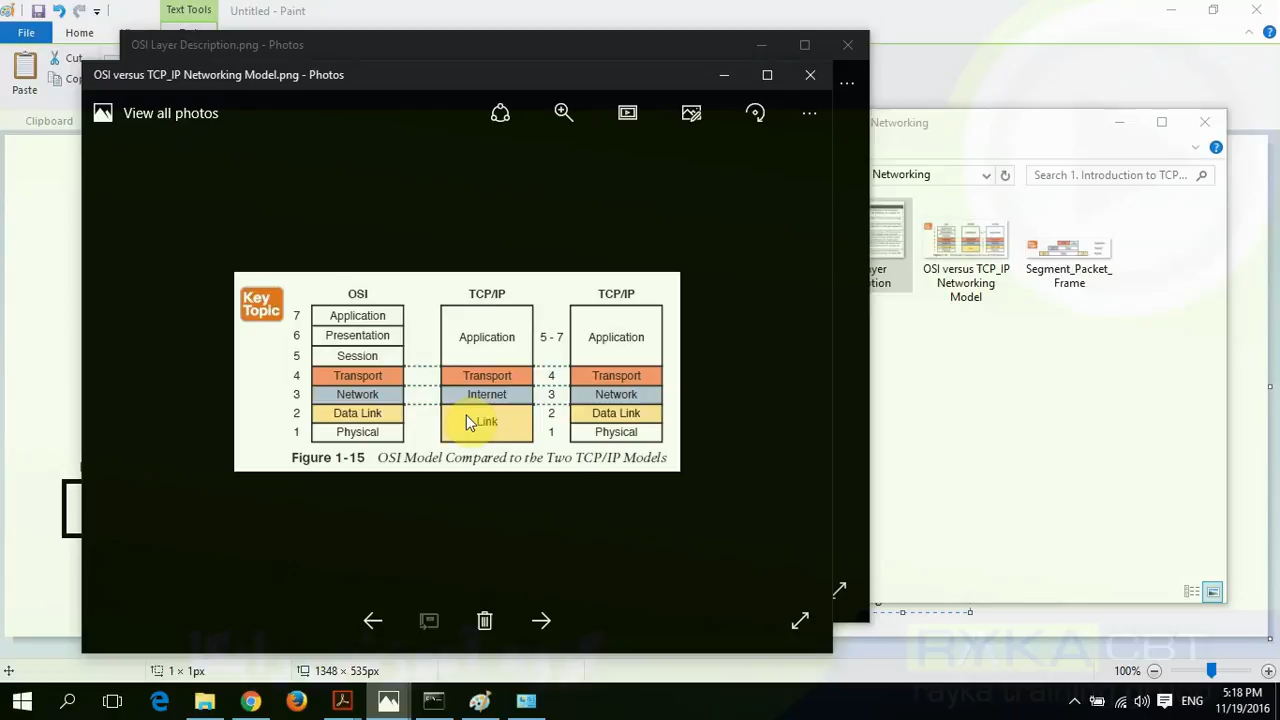 Text Tools
Untitled - Paint
File
Home
Cut
Paste
Clipboard
OSI Layer Description.png - Photos
OSI versus TCP_IP Networking Model.png - Photos
View all photos
Networking
Networking
Search 1. Introduction to TCP...
OSI versus TCP_IP
Networking
Model
Segment_Packet_
Frame
Key
Topic
OSI TCP/IP TCP/IP
7 Application
6 Presentation Application 5 - 7 Application
5 Session
4 Transport Transport 4 Transport
3 Network Internet 3 Network
2 Data Link Link 2 Data Link
1 Physical 1 Physical
Figure 1-15 OSI Model Compared to the Two TCP/IP Models
RYKA CBT
1 × 1px
1348 × 535px
100%
ENG
5:18 PM
11/19/2016